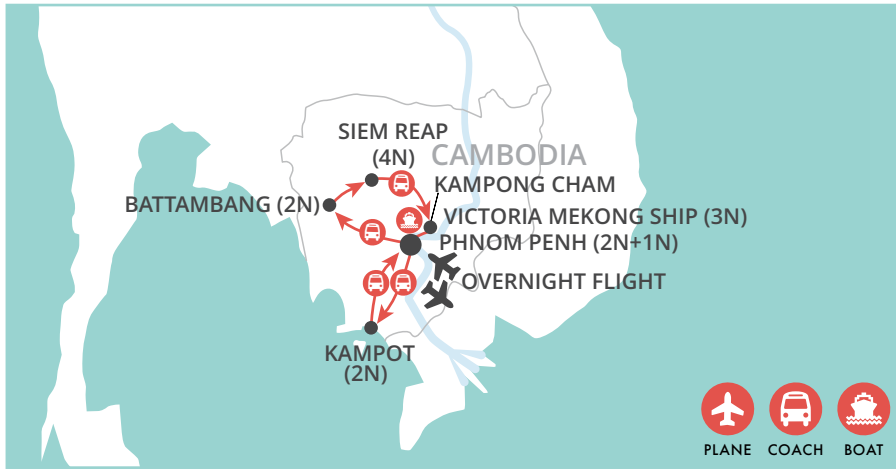 SIEM REAP
(4N)
CAMBODIA
KAMPONG CHAM
BATTAMBANG (2N)
VICTORIA MEKONG SHIP (3N)
PHNOM PENH (2N+1N)
OVERNIGHT FLIGHT
KAMPOT
(2N)
PLANE
COACH
BOAT